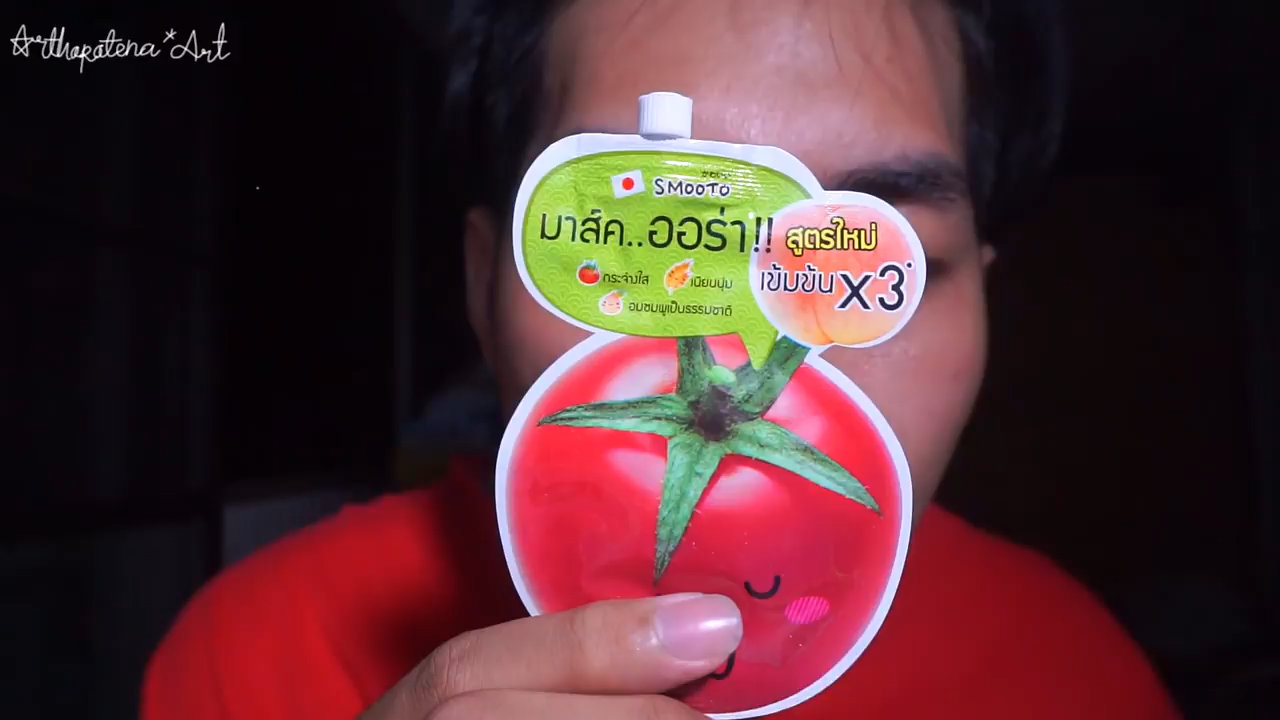 Arthapatena*Art
SMOOTO
มาส์ค..ออร่า!!
กระจ่างใส
เนียนนุ่ม
อมชมพูเป็นธรรมชาติ
สูตรใหม่
เข้มข้น x3*